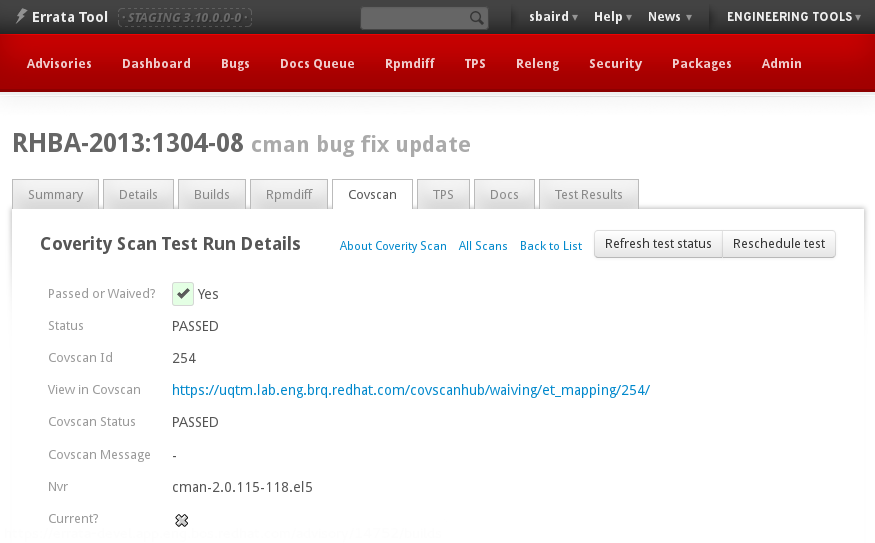 Errata Tool STAGING 3.10.0.0-0 sbaird Help News ENGINEERING TOOLS
Advisories Dashboard Bugs Docs Queue Rpmdiff TPS Releng Security Packages Admin
RHBA-2013:1304-08 cman bug fix update
Summary Details Builds Rpmdiff Covscan TPS Docs Test Results
Coverity Scan Test Run Details About Coverity Scan All Scans Back to List Refresh test status Reschedule test
Passed or Waived? Yes
Status PASSED
Covscan Id 254
View in Covscan https://uqtm.lab.eng.brq.redhat.com/covscanhub/waiving/et_mapping/254/
Covscan Status PASSED
Covscan Message -
Nvr cman-2.0.115-118.el5
Current?